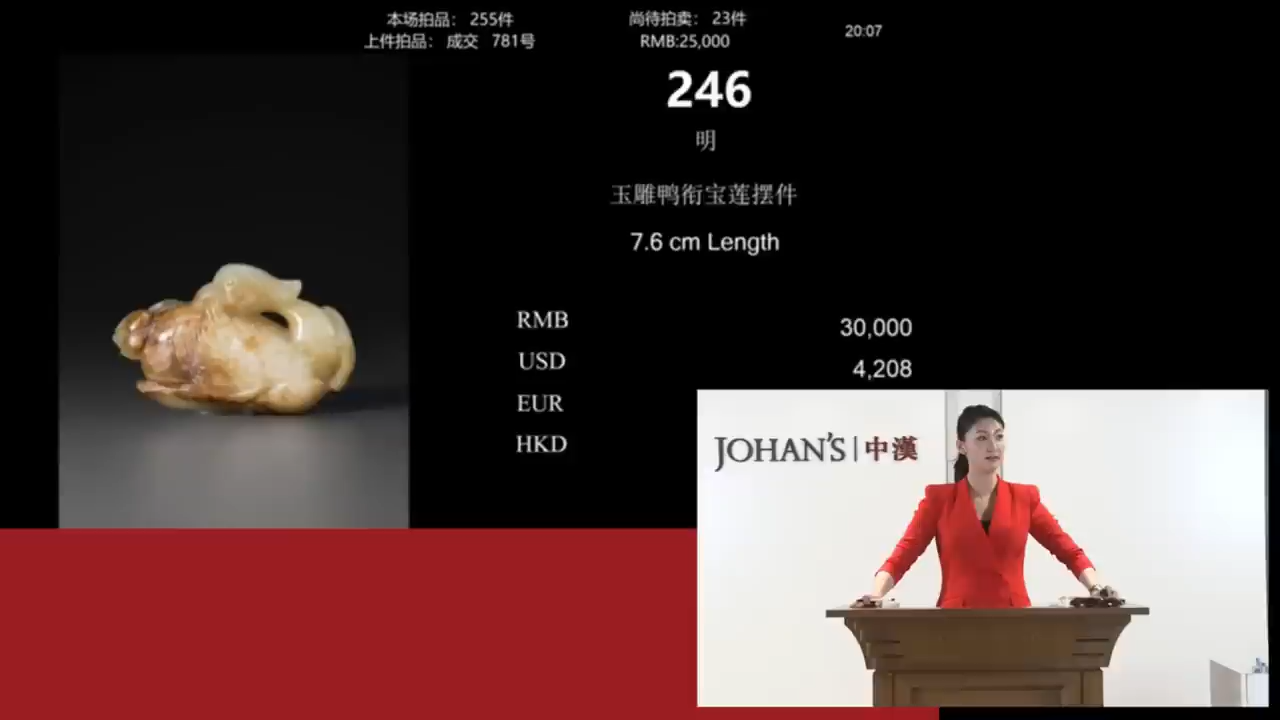 本场拍品： 255件
尚待拍卖： 23件
上件拍品： 成交 781号
RMB:25,000
20:07
246
明
玉雕鸭衔宝莲摆件
7.6 cm Length
RMB 30,000
USD 4,208
EUR
HKD
JOHAN'S | 中漢